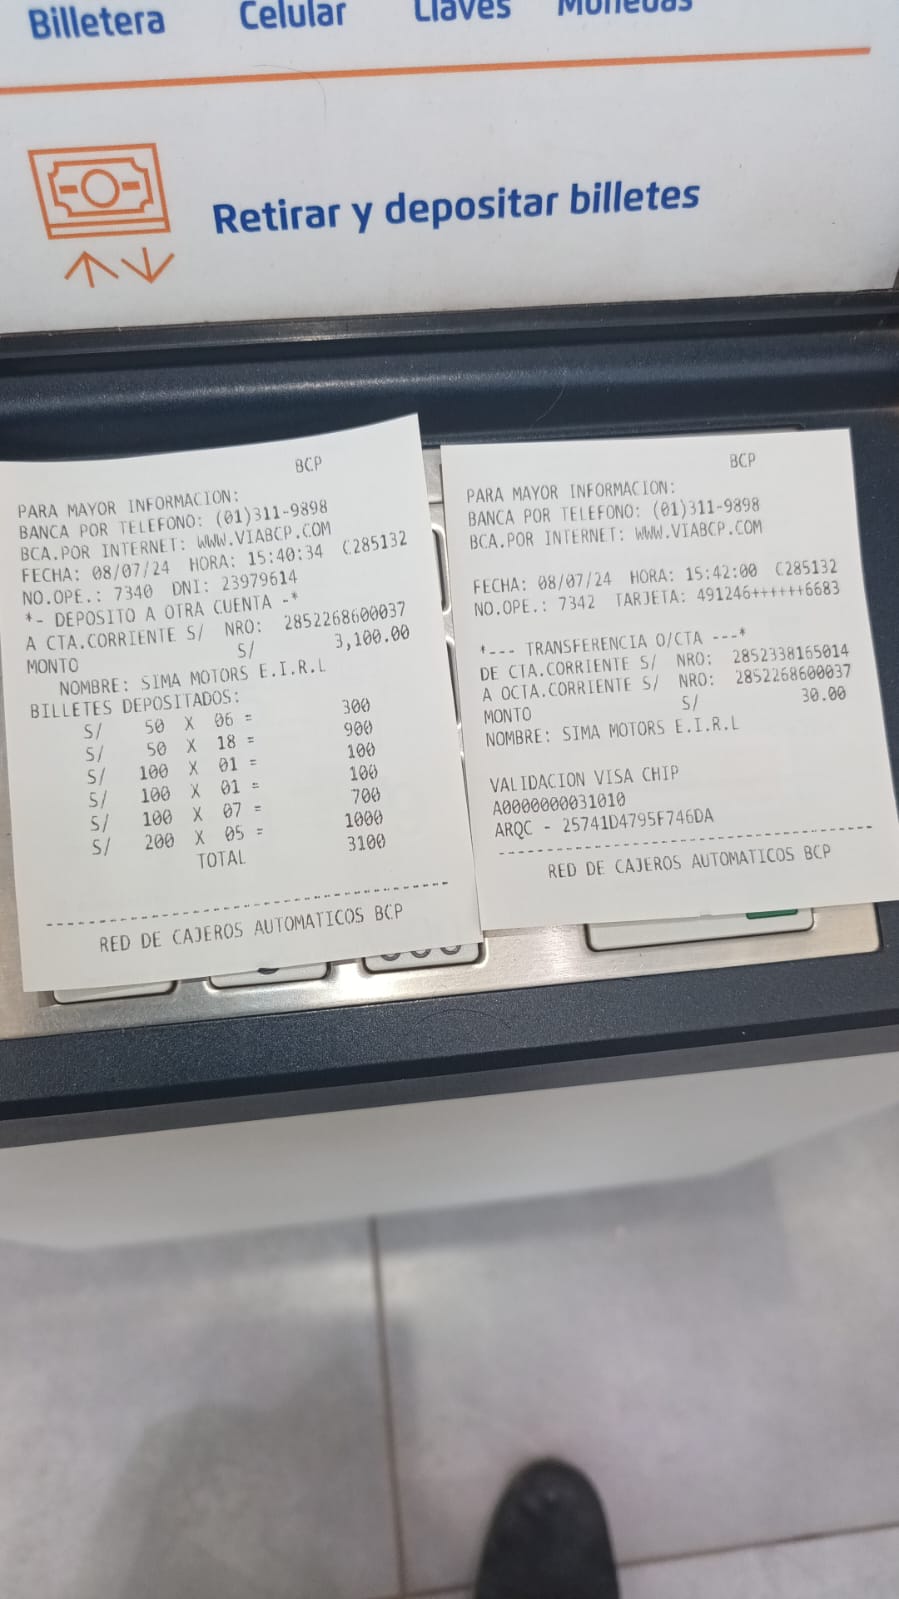 Billetera Celular Llaves Monedas
Retirar y depositar billetes
BCP
PARA MAYOR INFORMACION:
BANCA POR TELEFONO: (01)311-9898
BCA.POR INTERNET: WWW.VIABCP.COM
FECHA: 08/07/24 HORA: 15:40:34 C285132
NO.OPE.: 7340 DNI: 23979614
*- DEPOSITO A OTRA CUENTA -*
A CTA.CORRIENTE S/ NRO: 2852268600037
MONTO S/ 3,100.00
NOMBRE: SIMA MOTORS E.I.R.L
BILLETES DEPOSITADOS:
S/ 50 X 06 = 300
S/ 50 X 18 = 900
S/ 100 X 01 = 100
S/ 100 X 01 = 100
S/ 100 X 07 = 700
S/ 200 X 05 = 1000
TOTAL 3100
RED DE CAJEROS AUTOMATICOS BCP
BCP
PARA MAYOR INFORMACION:
BANCA POR TELEFONO: (01)311-9898
BCA.POR INTERNET: WWW.VIABCP.COM
FECHA: 08/07/24 HORA: 15:42:00 C285132
NO.OPE.: 7342 TARJETA: 491246++++++6683
*--- TRANSFERENCIA O/CTA ---*
DE CTA.CORRIENTE S/ NRO: 2852338165014
A OCTA.CORRIENTE S/ NRO: 2852268600037
MONTO S/ 30.00
NOMBRE: SIMA MOTORS E.I.R.L
VALIDACION VISA CHIP
A0000000031010
ARQC - 25741D4795F746DA
RED DE CAJEROS AUTOMATICOS BCP